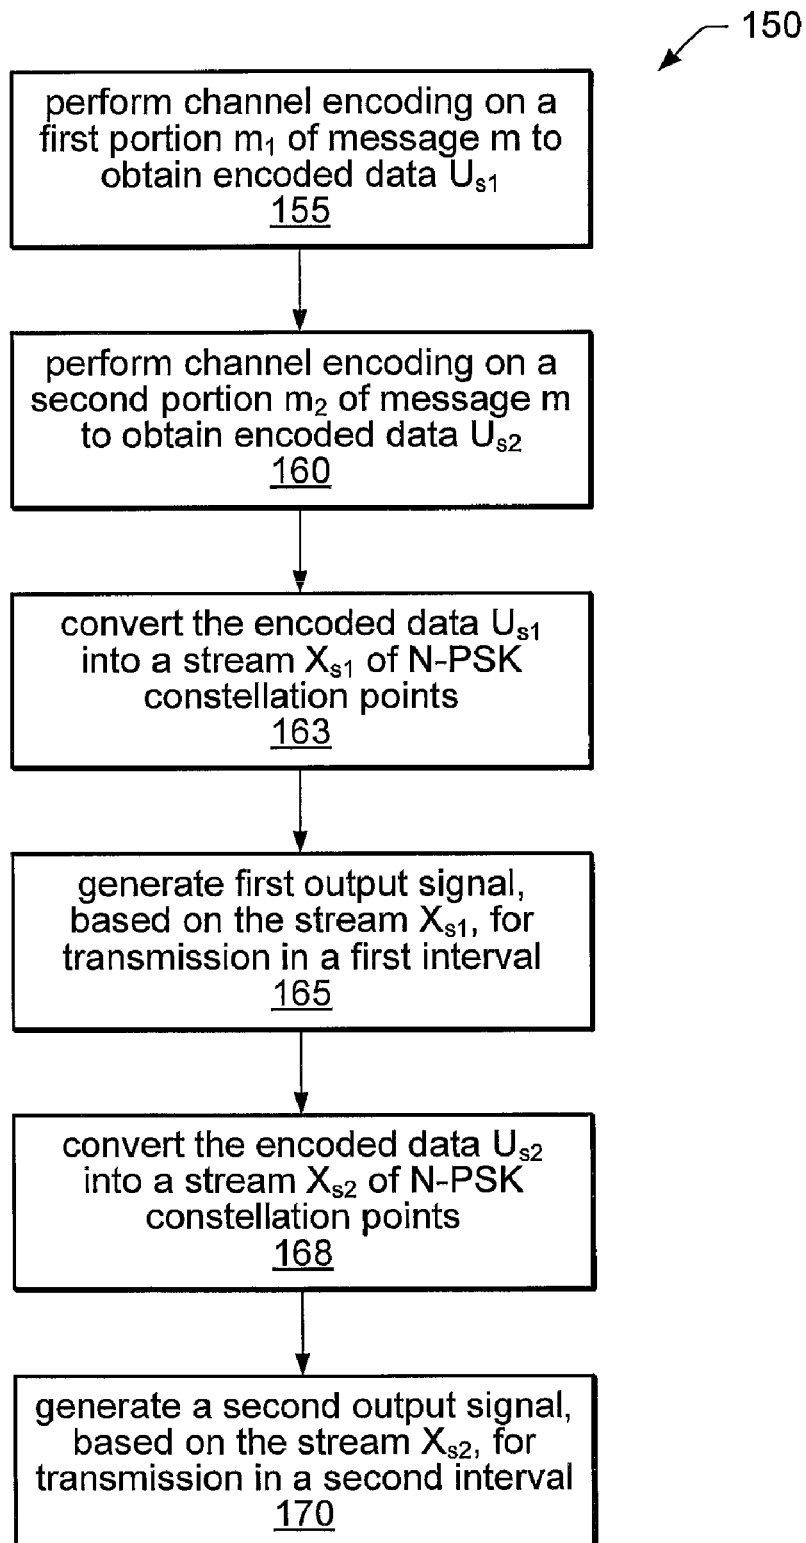 150
perform channel encoding on a
first portion m₁ of message m to
obtain encoded data Uₛ₁
155
perform channel encoding on a
second portion m₂ of message m
to obtain encoded data Uₛ₂
160
convert the encoded data Uₛ₁
into a stream Xₛ₁ of N-PSK
constellation points
163
generate first output signal,
based on the stream Xₛ₁, for
transmission in a first interval
165
convert the encoded data Uₛ₂
into a stream Xₛ₂ of N-PSK
constellation points
168
generate a second output signal,
based on the stream Xₛ₂, for
transmission in a second interval
170